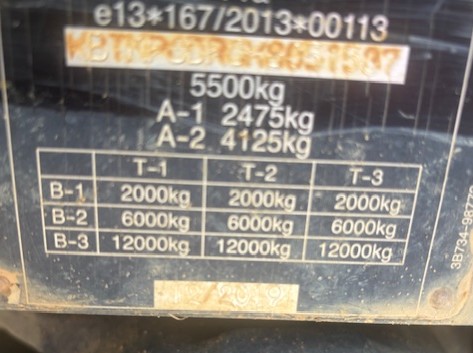 e13*167/2013*00113
5500kg
A-1 2475kg
A-2 4125kg
T-1 T-2 T-3
B-1 2000kg 2000kg 2000kg
B-2 6000kg 6000kg 6000kg
B-3 12000kg 12000kg 12000kg